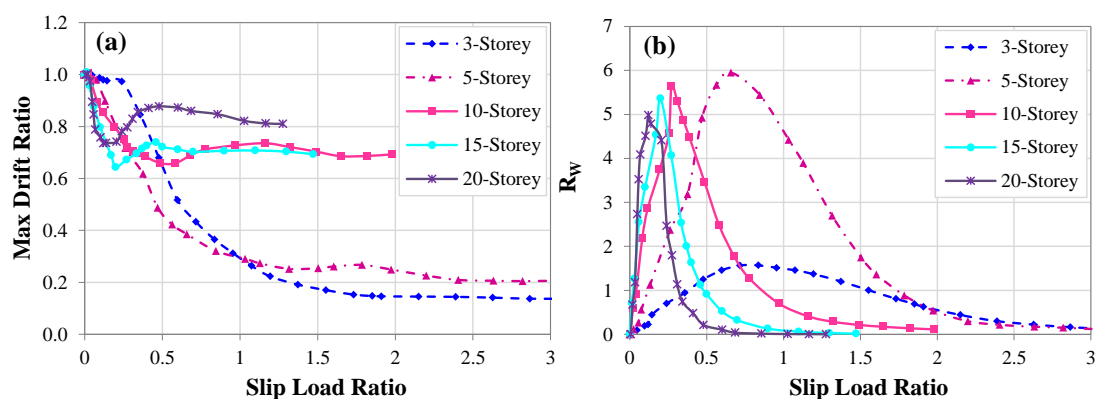 (a)
Max Drift Ratio
1.2
1.0
0.8
0.6
0.4
0.2
0.0
0
0.5
1
1.5
2
2.5
3
Slip Load Ratio
3-Storey
5-Storey
10-Storey
15-Storey
20-Storey
(b)
RW
6
7
5
4
3
2
1
0
0
0.5
1
1.5
2
2.5
3
Slip Load Ratio
3-Storey
5-Storey
10-Storey
15-Storey
20-Storey